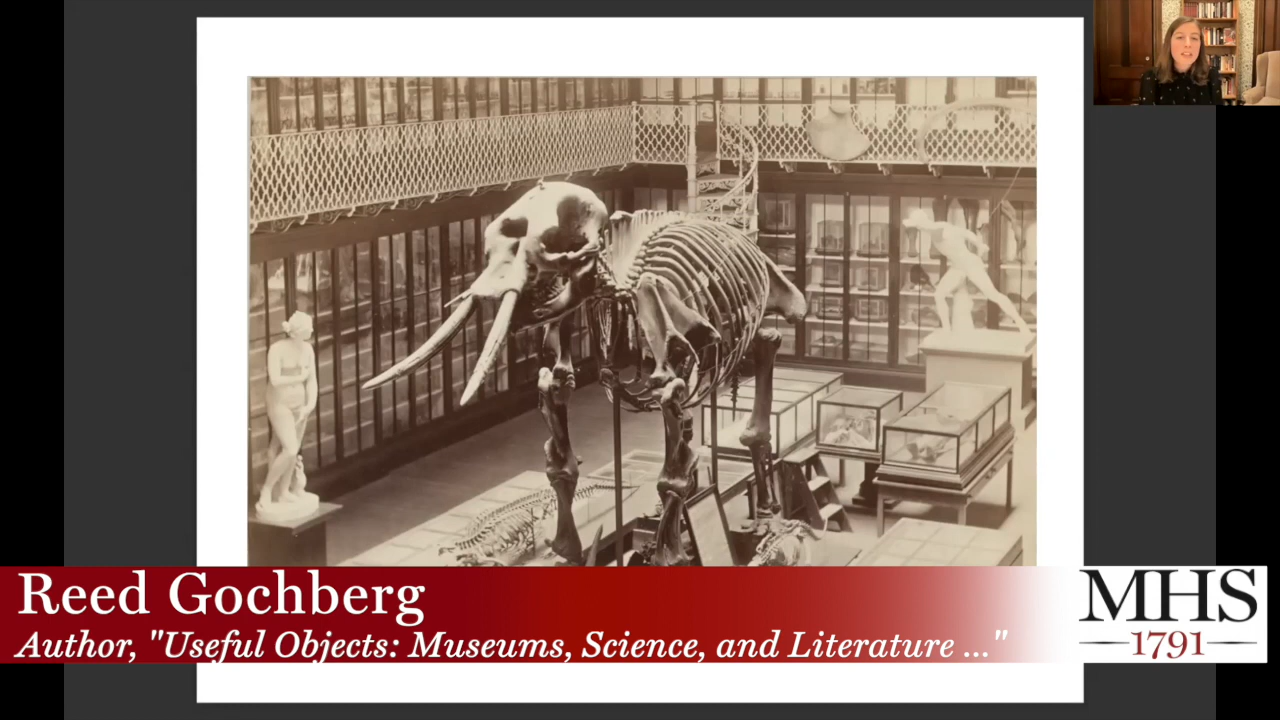 Reed Gochberg
Author, "Useful Objects: Museums, Science, and Literature ..."
MHS
1791